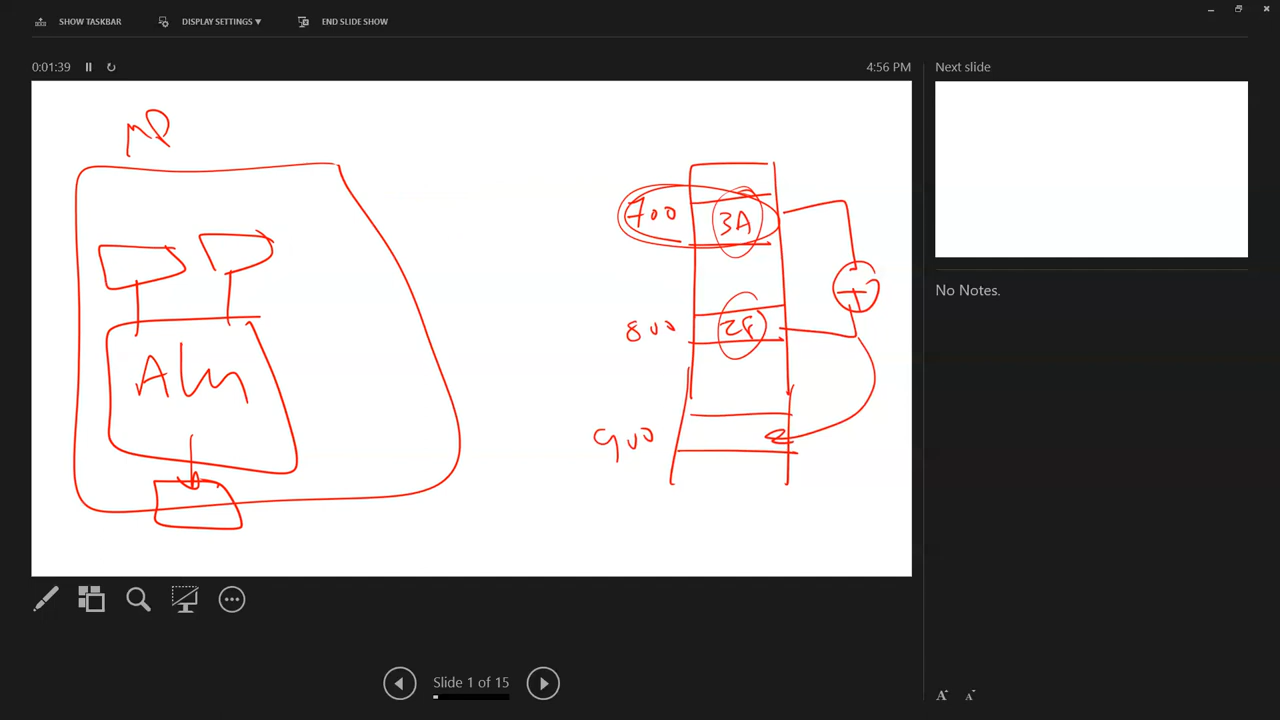 SHOW TASKBAR
DISPLAY SETTINGS ▼
END SLIDE SHOW
0:01:39
4:56 PM
Next slide
MP
700
3A
No Notes.
800
2F
Alu
900
Slide 1 of 15
A A